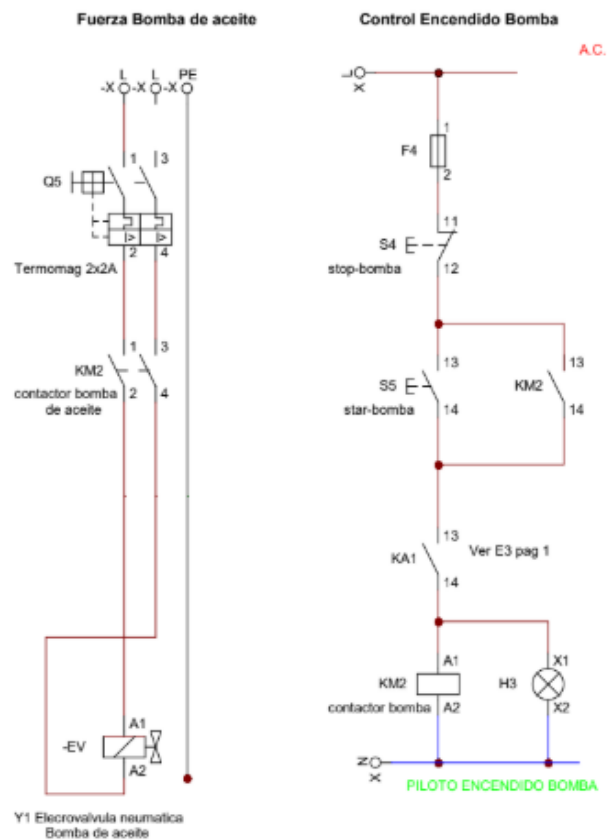 Fuerza Bomba de aceite
Control Encendido Bomba
A.C.
L L PE
-X -X -X
L
X
1 3
Q5
2 4
Termomag 2x2A
1 3
KM2
2 4
contactor bomba
de aceite
A1
-EV
A2
Y1 Elecrovalvula neumatica
Bomba de aceite
1
F4
2
11
S4
stop-bomba
12
13
S5
14
star-bomba
13
KM2
14
13
Ver E3 pag 1
KA1
14
A1
KM2
contactor bomba
A2
X1
H3
X2
N
X
PILOTO ENCENDIDO BOMBA